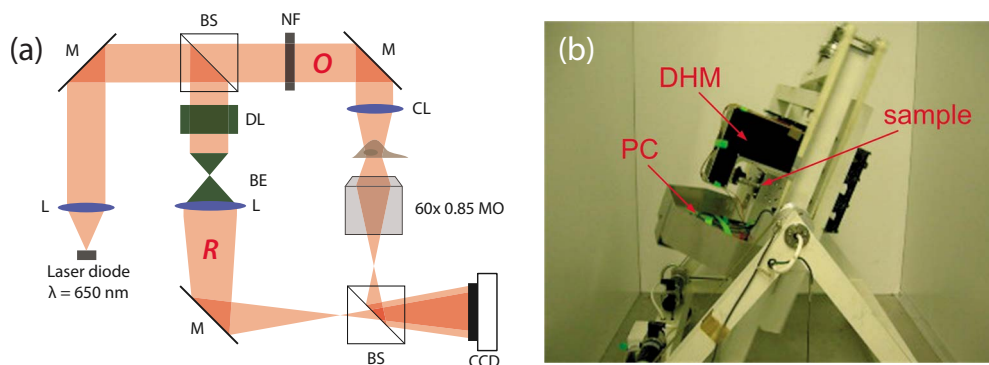 (a)
BS
NF
M
O
M
DL
CL
BE
L
L
60x 0.85 MO
R
Laser diode
λ = 650 nm
M
BS
CCD
(b)
DHM
sample
PC